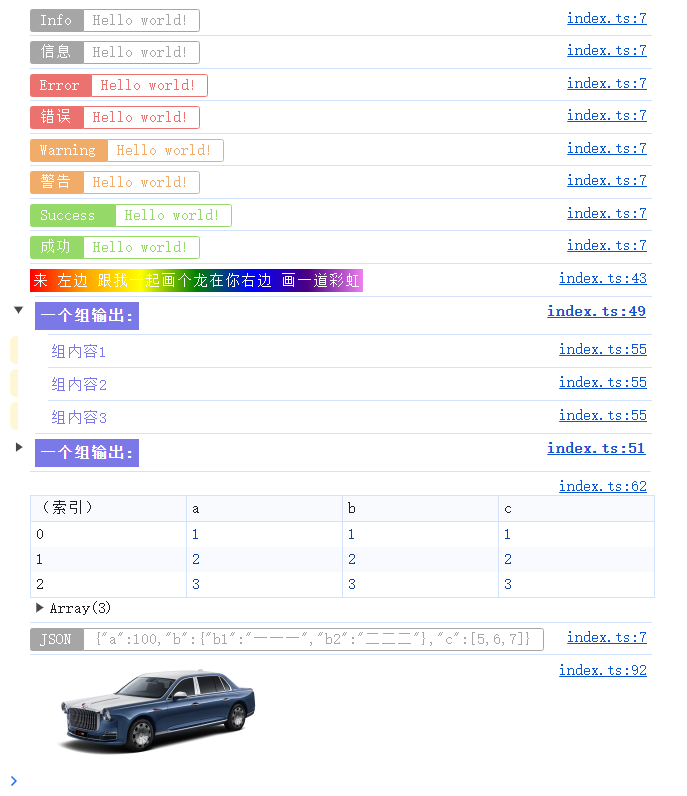 Info Hello world! index.ts:7
信息 Hello world! index.ts:7
Error Hello world! index.ts:7
错误 Hello world! index.ts:7
Warning Hello world! index.ts:7
警告 Hello world! index.ts:7
Success Hello world! index.ts:7
成功 Hello world! index.ts:7
来 左边 跟我一起画个龙在你右边 画一道彩虹 index.ts:43
一个组输出: index.ts:49
组内容1 index.ts:55
组内容2 index.ts:55
组内容3 index.ts:55
一个组输出: index.ts:51
index.ts:62
(索引) a b c
0 1 1 1
1 2 2 2
2 3 3 3
Array(3)
JSON {"a":100,"b":{"b1":"一一一","b2":"二二二"},"c":[5,6,7]} index.ts:7
index.ts:92